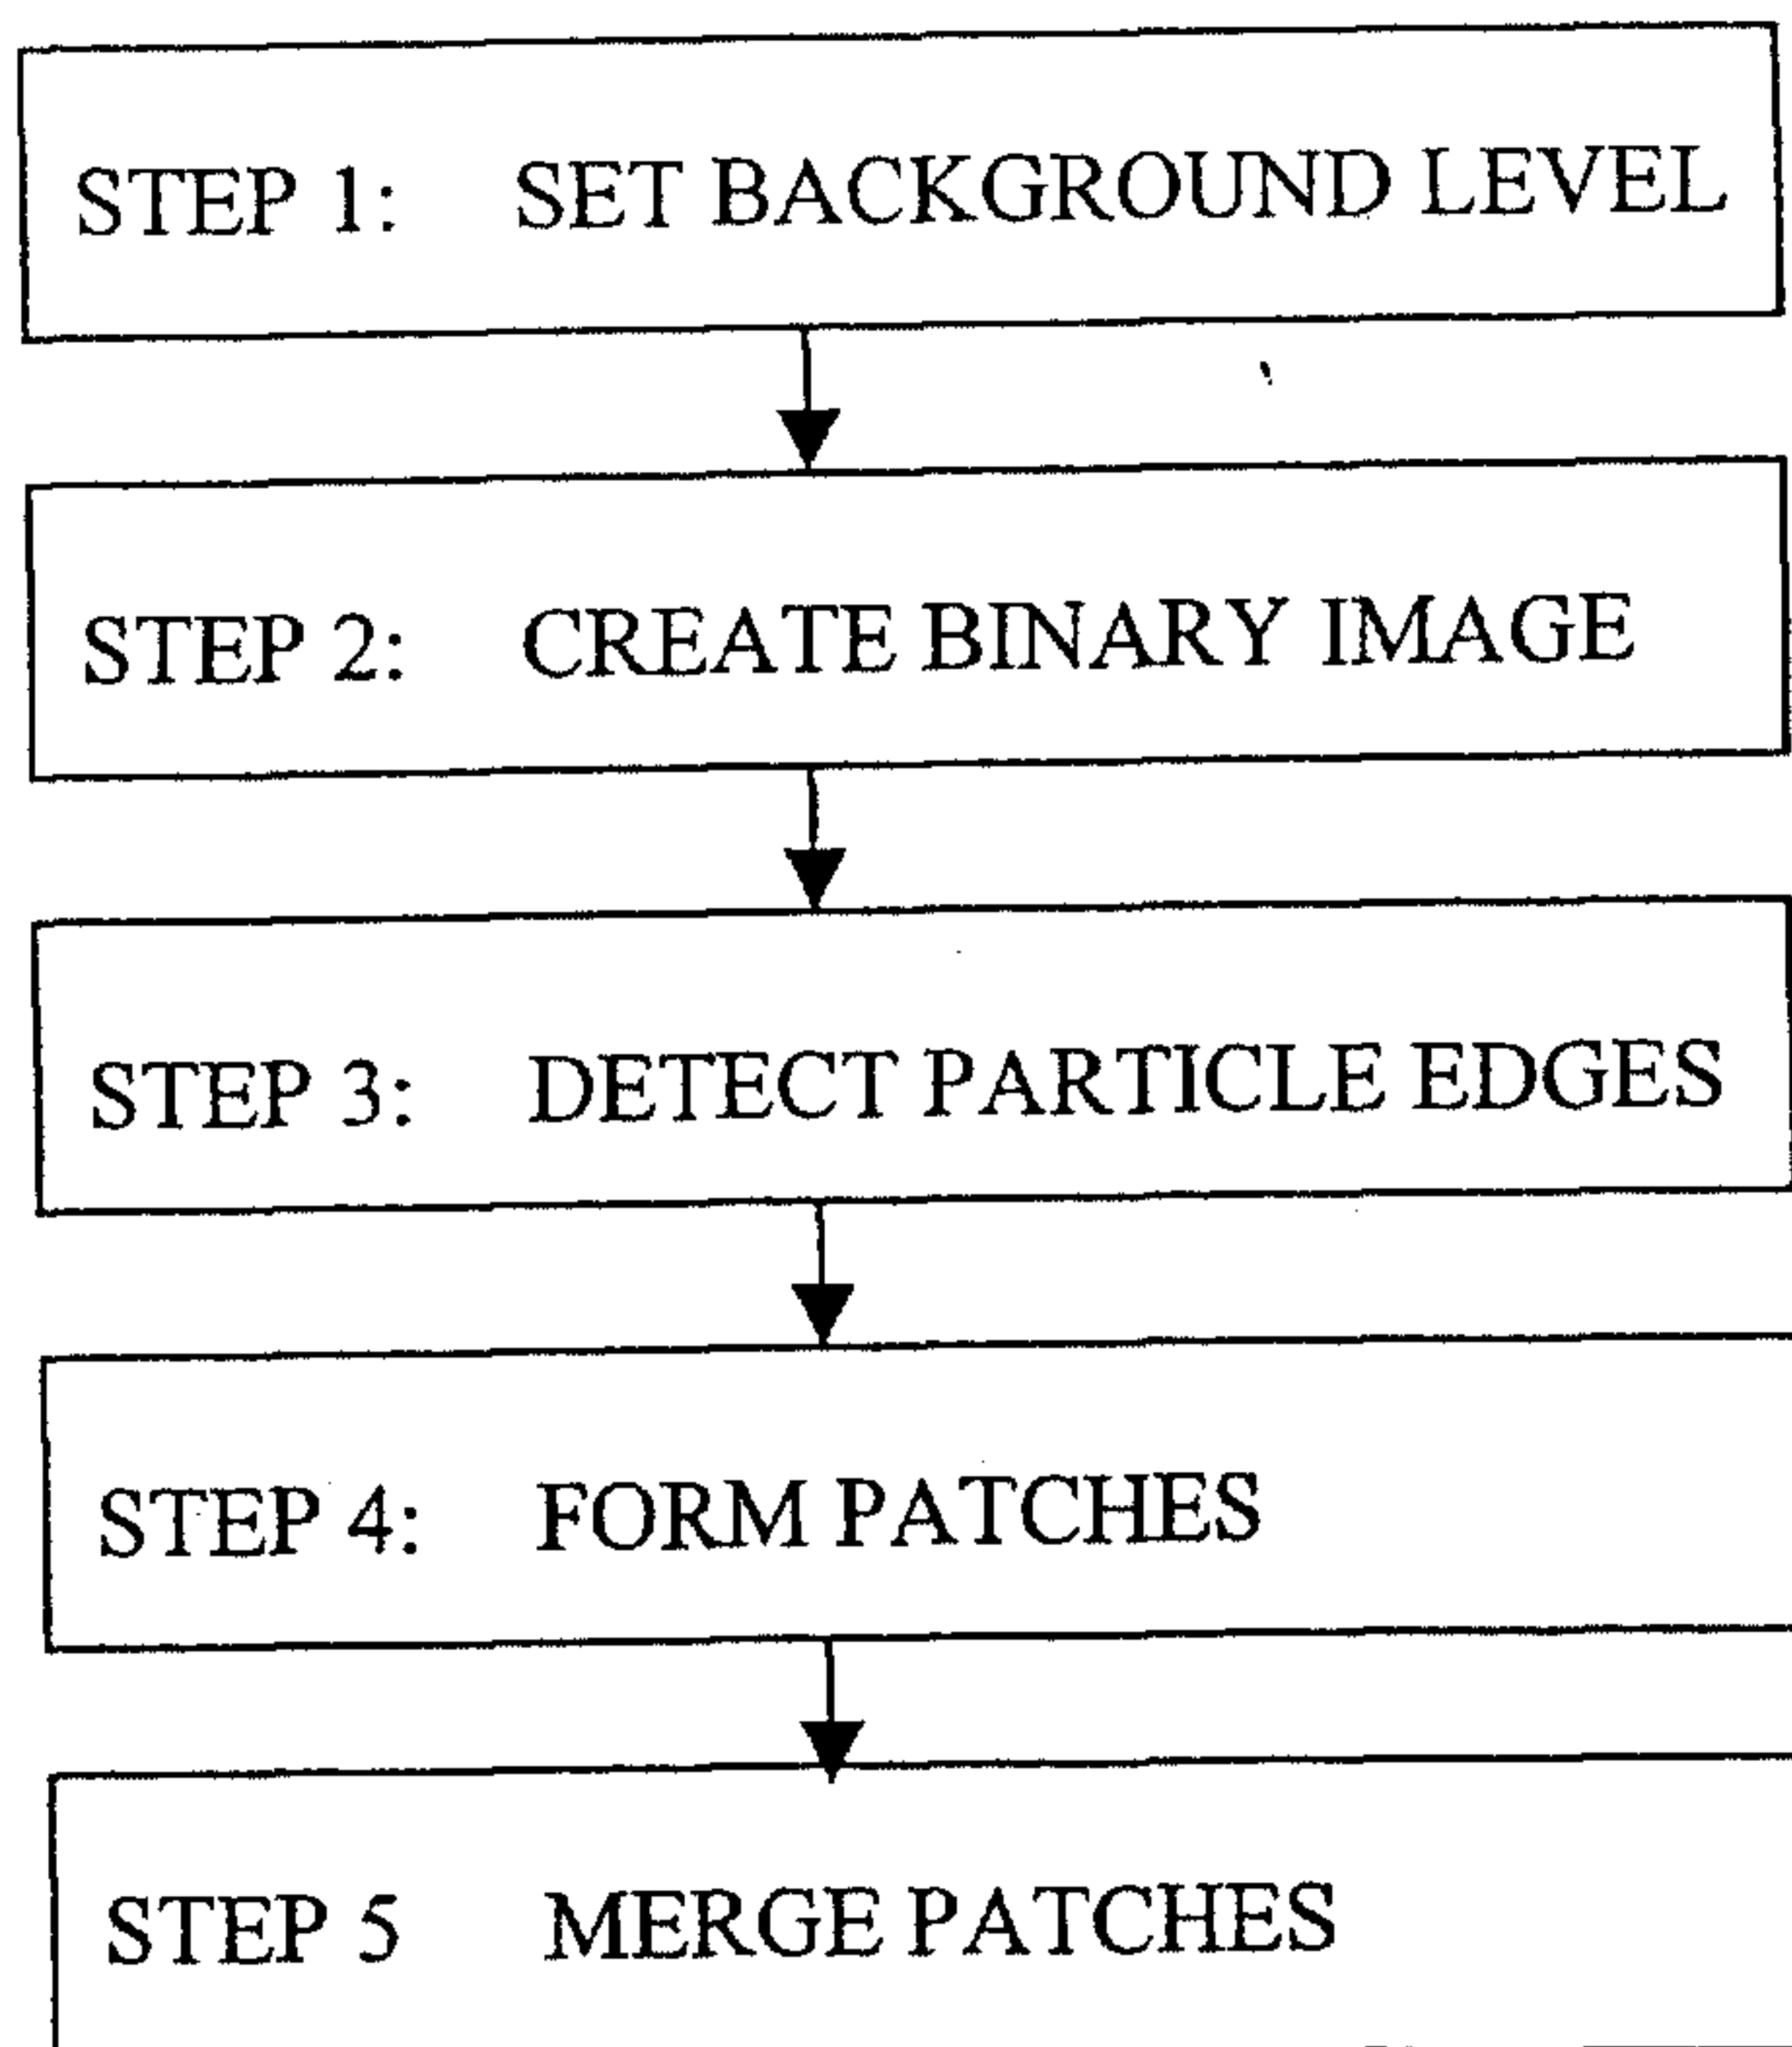 STEP 1: SET BACKGROUND LEVEL
STEP 2: CREATE BINARY IMAGE
STEP 3: DETECT PARTICLE EDGES
STEP 4: FORM PATCHES
STEP 5 MERGE PATCHES